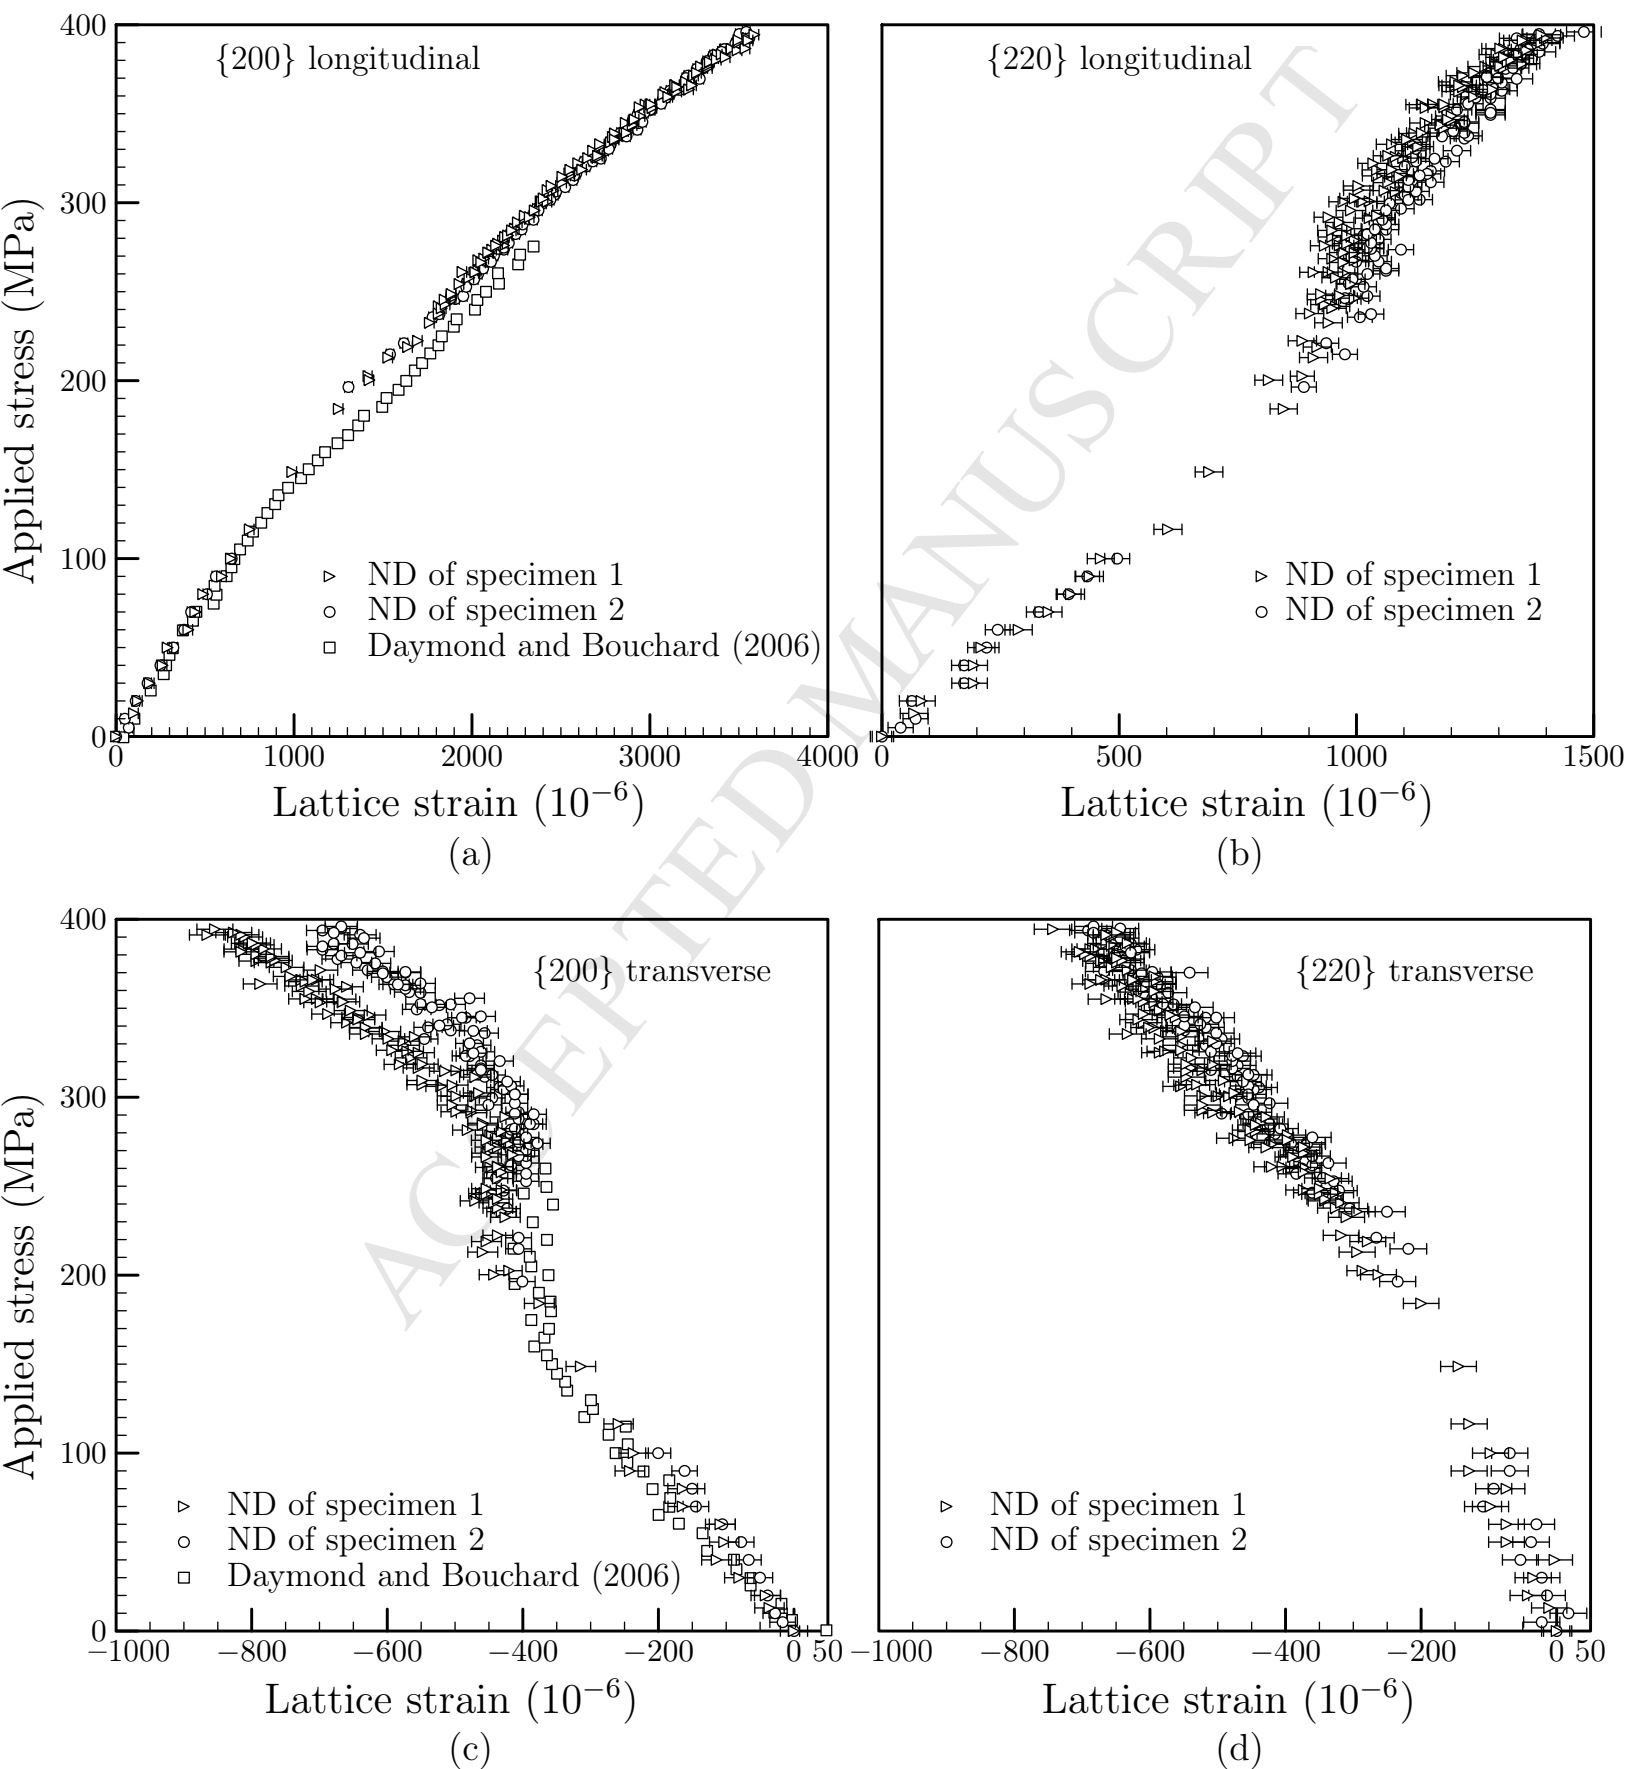 {200} longitudinal
400
300
200
100
0
Applied stress (MPa)
ND of specimen 1
ND of specimen 2
Daymond and Bouchard (2006)
0 1000 2000 3000 4000
Lattice strain (10⁻⁶)
(a)
{220} longitudinal
ND of specimen 1
ND of specimen 2
0 500 1000 1500
Lattice strain (10⁻⁶)
(b)
{200} transverse
400
300
200
100
0
Applied stress (MPa)
ND of specimen 1
ND of specimen 2
Daymond and Bouchard (2006)
−1000 −800 −600 −400 −200 0 50
Lattice strain (10⁻⁶)
(c)
{220} transverse
ND of specimen 1
ND of specimen 2
−1000 −800 −600 −400 −200 0 50
Lattice strain (10⁻⁶)
(d)
ACCEPTED MANUSCRIPT